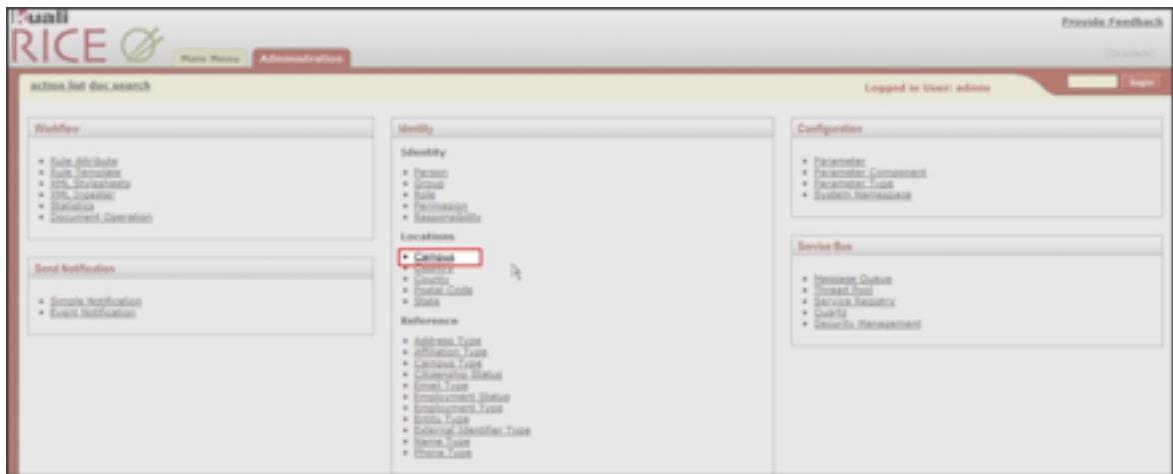 Kuali
RICE
Provide Feedback
Main Menu
Administration
action list doc search
Logged in User: admin
login
Workflow
Rule Attribute
Rule Template
XML Stylesheets
XML Ingester
Statistics
Document Operation
Send Notification
Simple Notification
Event Notification
Identity
Identity
Person
Group
Role
Permission
Responsibility
Locations
Campus
Country
County
Postal Code
State
Reference
Address Type
Affiliation Type
Campus Type
Citizenship Status
Email Type
Employment Status
Employment Type
Entity Type
External Identifier Type
Name Type
Phone Type
Configuration
Parameter
Parameter Component
Parameter Type
System Namespace
Service Bus
Message Queue
Thread Pool
Service Registry
Quartz
Security Management